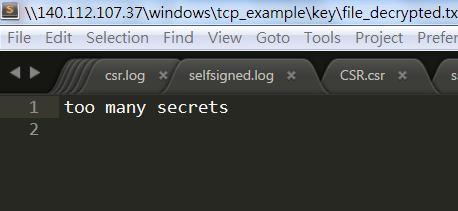 \\140.112.107.37\windows\tcp_example\key\file_decrypted.tx
File Edit Selection Find View Goto Tools Project Prefer
csr.log × selfsigned.log × CSR.csr × s
1 too many secrets
2